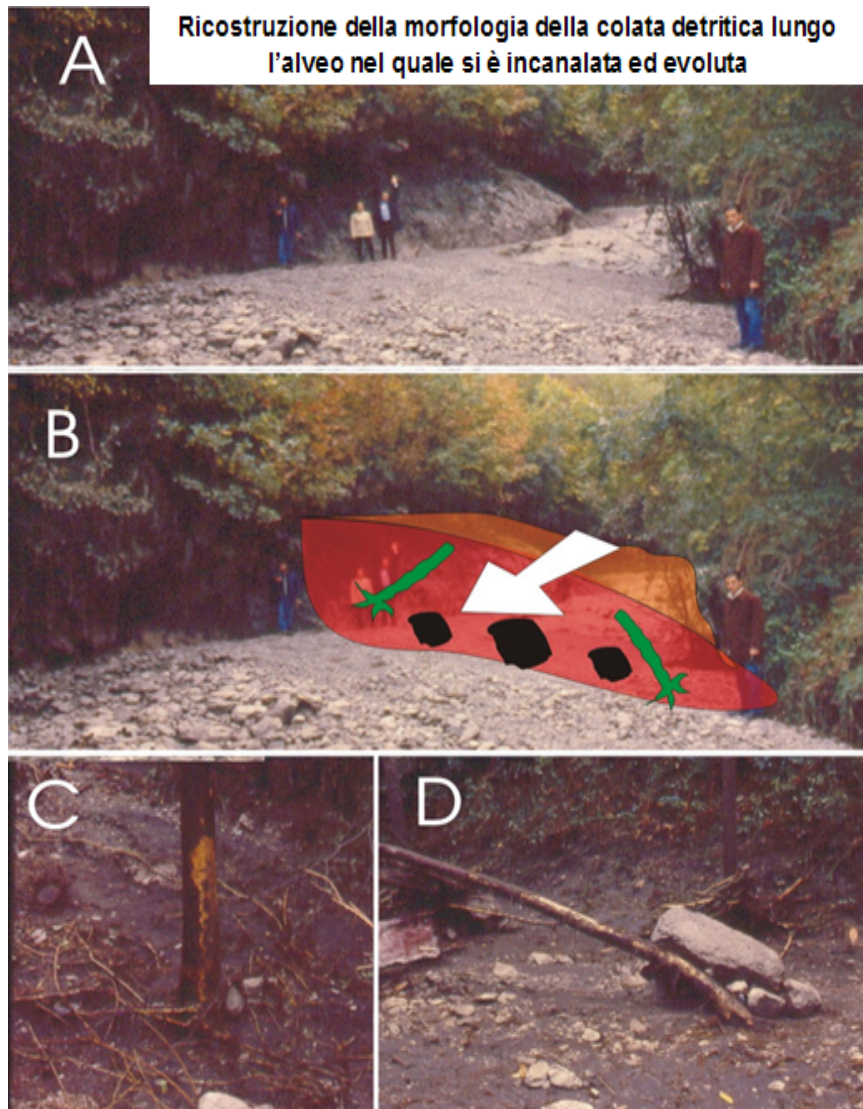 Ricostruzione della morfologia della colata detritica lungo
l'alveo nel quale si è incanalata ed evoluta
A
B
C
D